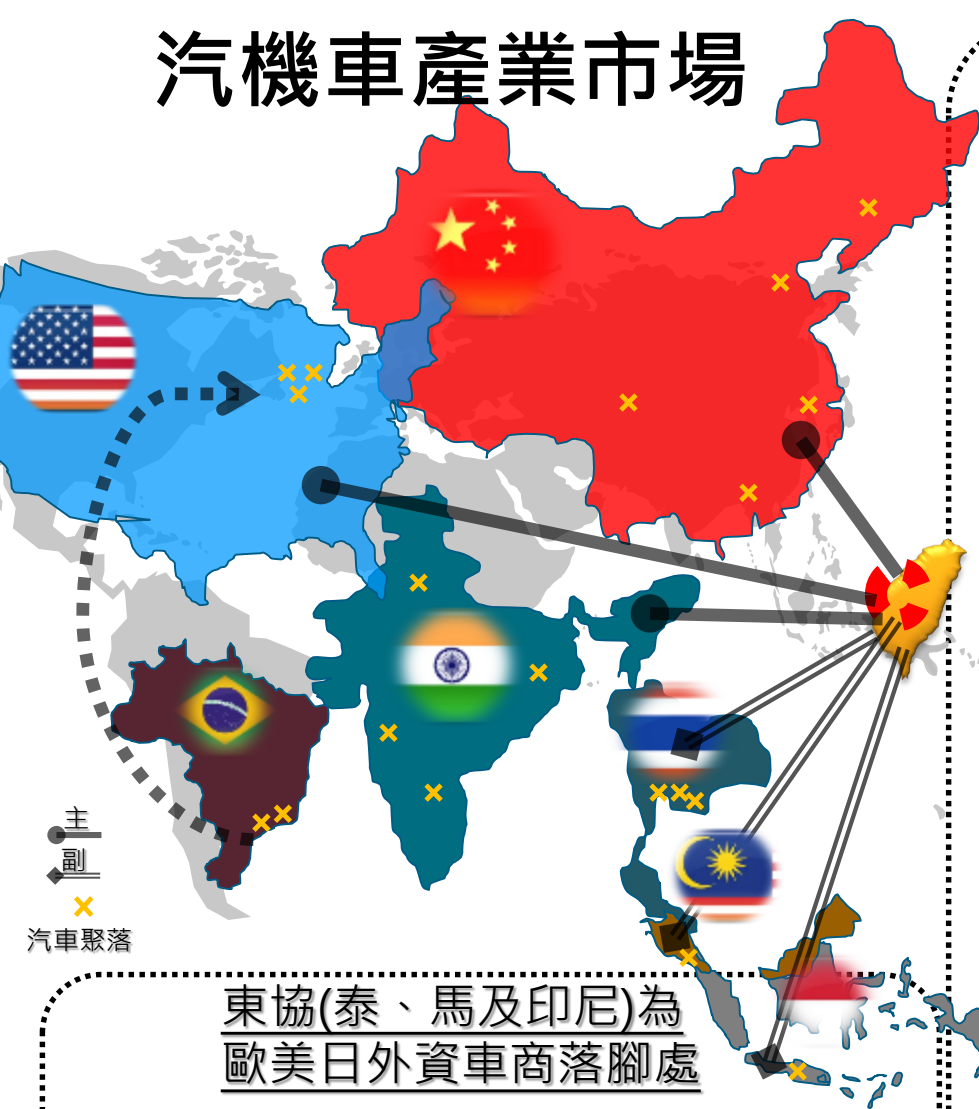 汽機車產業市場
主
副
汽車聚落
東協(泰、馬及印尼)為
歐美日外資車商落腳處